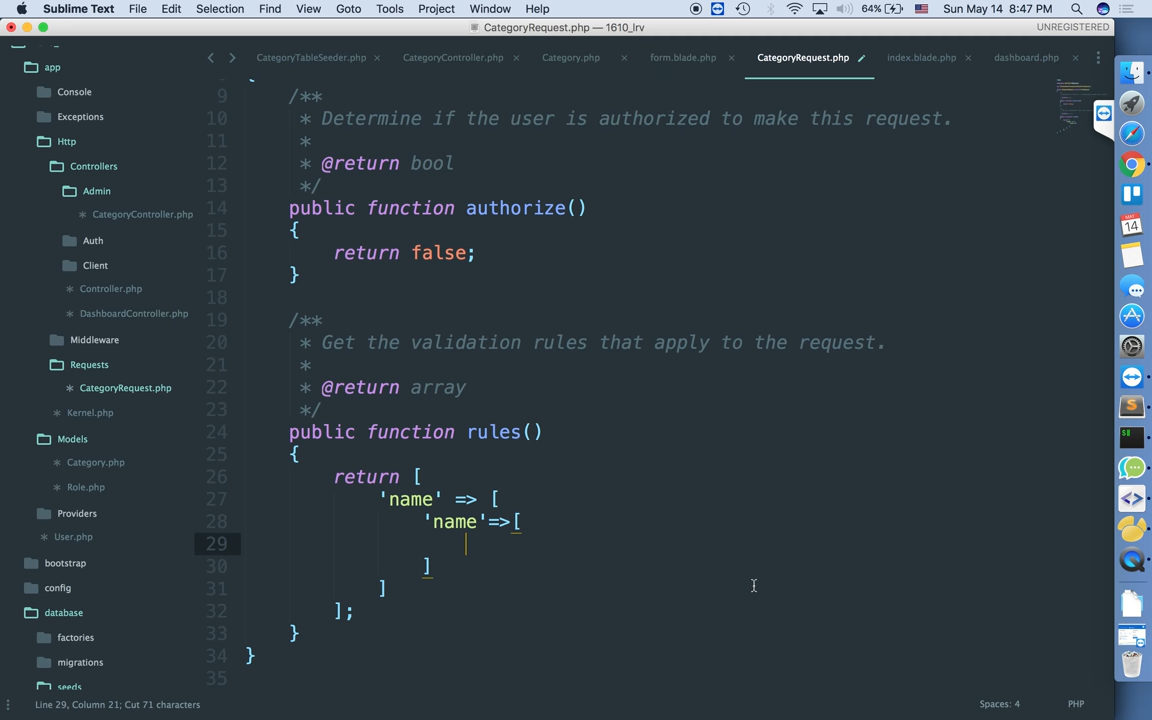 Sublime Text File Edit Selection Find View Goto Tools Project Window Help 64% Sun May 14 8:47 PM
CategoryRequest.php — 1610_lrv UNREGISTERED
app
Console
Exceptions
Http
Controllers
Admin
CategoryController.php
Auth
Client
Controller.php
DashboardController.php
Middleware
Requests
CategoryRequest.php
Kernel.php
Models
Category.php
Role.php
Providers
User.php
bootstrap
config
database
factories
migrations
seeds
CategoryTableSeeder.php × CategoryController.php × Category.php × form.blade.php × CategoryRequest.php index.blade.php × dashboard.php ×
{
9 /**
10 * Determine if the user is authorized to make this request.
11 *
12 * @return bool
13 */
14 public function authorize()
15 {
16 return false;
17 }
18
19 /**
20 * Get the validation rules that apply to the request.
21 *
22 * @return array
23 */
24 public function rules()
25 {
26 return [
27 'name' => [
28 'name'=>[
29
30 ]
31 ]
32 ];
33 }
34 }
35
Line 29, Column 21; Cut 71 characters Spaces: 4 PHP